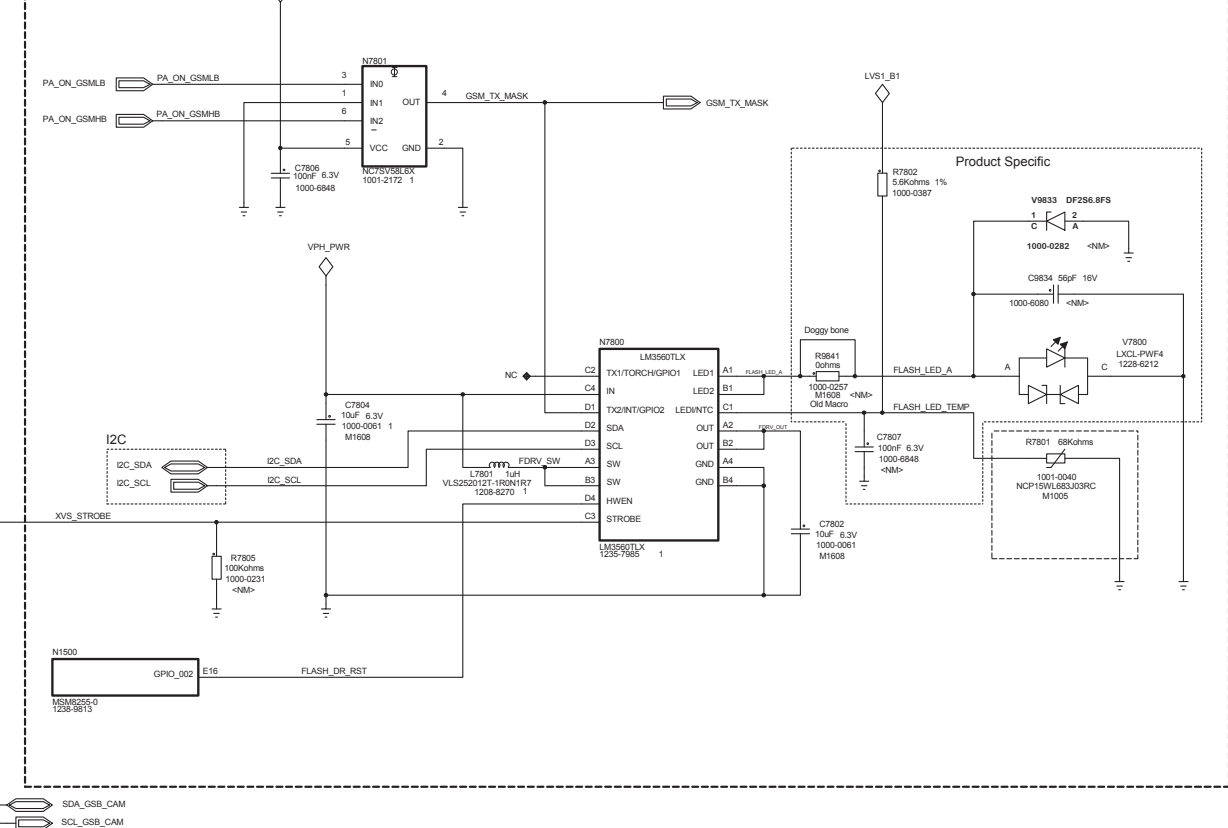 N7801
PA_ON_GSMLB
PA_ON_GSMLB
3
IN0
1
IN1
OUT
4
GSM_TX_MASK
GSM_TX_MASK
PA_ON_GSMHB
PA_ON_GSMHB
6
IN2
5
VCC
GND
2
NC7SV58L6X
1001-2172 1
C7806
100nF 6.3V
1000-6848
LVS1_B1
Product Specific
R7802
5.6Kohms 1%
1000-0387
V9833 DF2S6.8FS
1 2
C A
1000-0282 <NM>
VPH_PWR
C9834 56pF 16V
1000-6080 <NM>
Doggy bone
R9841
0ohms
1000-0257
M1608 <NM>
Old Macro
V7800
LXCL-PWF4
1228-6212
A
C
FLASH_LED_A
FLASH_LED_A
FLASH_LED_TEMP
N7800
LM3560TLX
NC
C2 TX1/TORCH/GPIO1 LED1 A1
C4 IN LED2 B1
D1 TX2/INT/GPIO2 LEDI/NTC C1
D2 SDA OUT A2
D3 SCL OUT B2
A3 SW GND A4
B3 SW GND B4
D4 HWEN
C3 STROBE
LM3560TLX
1235-7985 1
FDRV_OUT
C7804
10uF 6.3V
1000-0061 1
M1608
C7807
100nF 6.3V
1000-6848
<NM>
R7801 68Kohms
1001-0040
NCP15WL683J03RC
M1005
I2C
I2C_SDA
I2C_SDA
I2C_SCL
I2C_SCL
FDRV_SW
L7801 1uH
VLS252012T-1R0N1R7
1208-8270 1
C7802
10uF 6.3V
1000-0061
M1608
XVS_STROBE
R7805
100Kohms
1000-0231
<NM>
N1500
GPIO_002
E16
FLASH_DR_RST
MSM8255-0
1238-9813
SDA_GSB_CAM
SCL_GSB_CAM